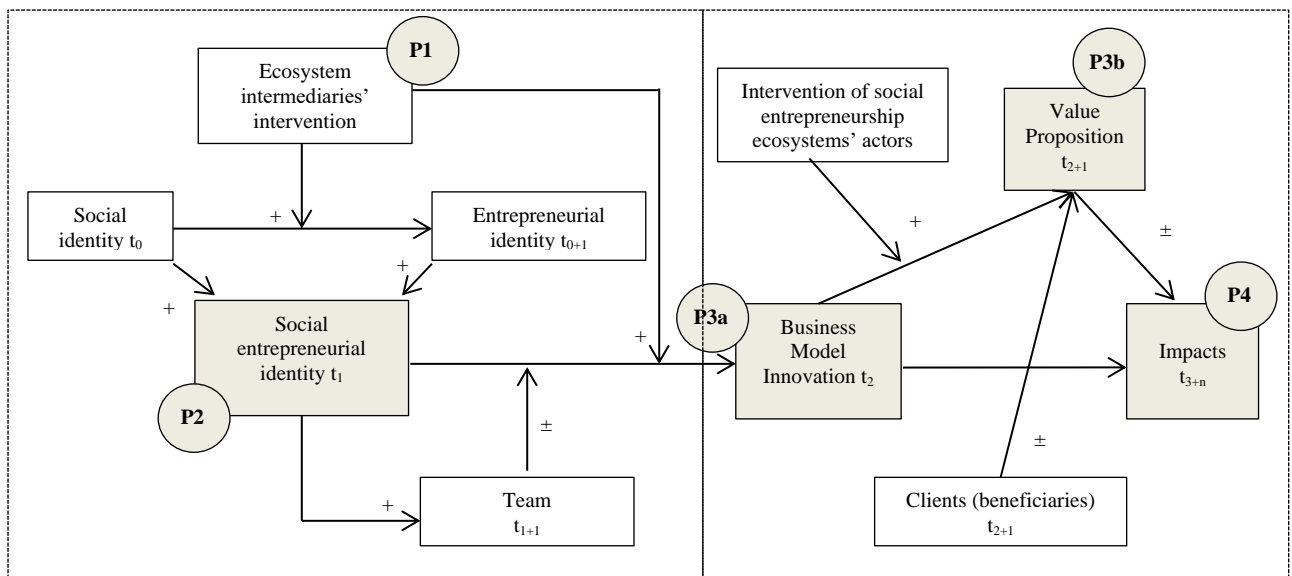 P1
Ecosystem
intermediaries'
intervention
Social
identity t0
+
Entrepreneurial
identity t0+1
+
+
Social
entrepreneurial
identity t1
P2
+
±
+
Team
t1+1
P3b
Intervention of social
entrepreneurship
ecosystems' actors
Value
Proposition
t2+1
+
±
P3a
Business
Model
Innovation t2
P4
Impacts
t3+n
±
Clients (beneficiaries)
t2+1